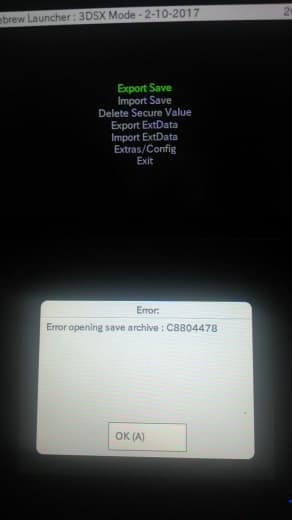 ebrew Launcher : 3DSX Mode - 2-10-2017
Export Save
Import Save
Delete Secure Value
Export ExtData
Import ExtData
Extras/Config
Exit
Error:
Error opening save archive : C8804478
OK (A)